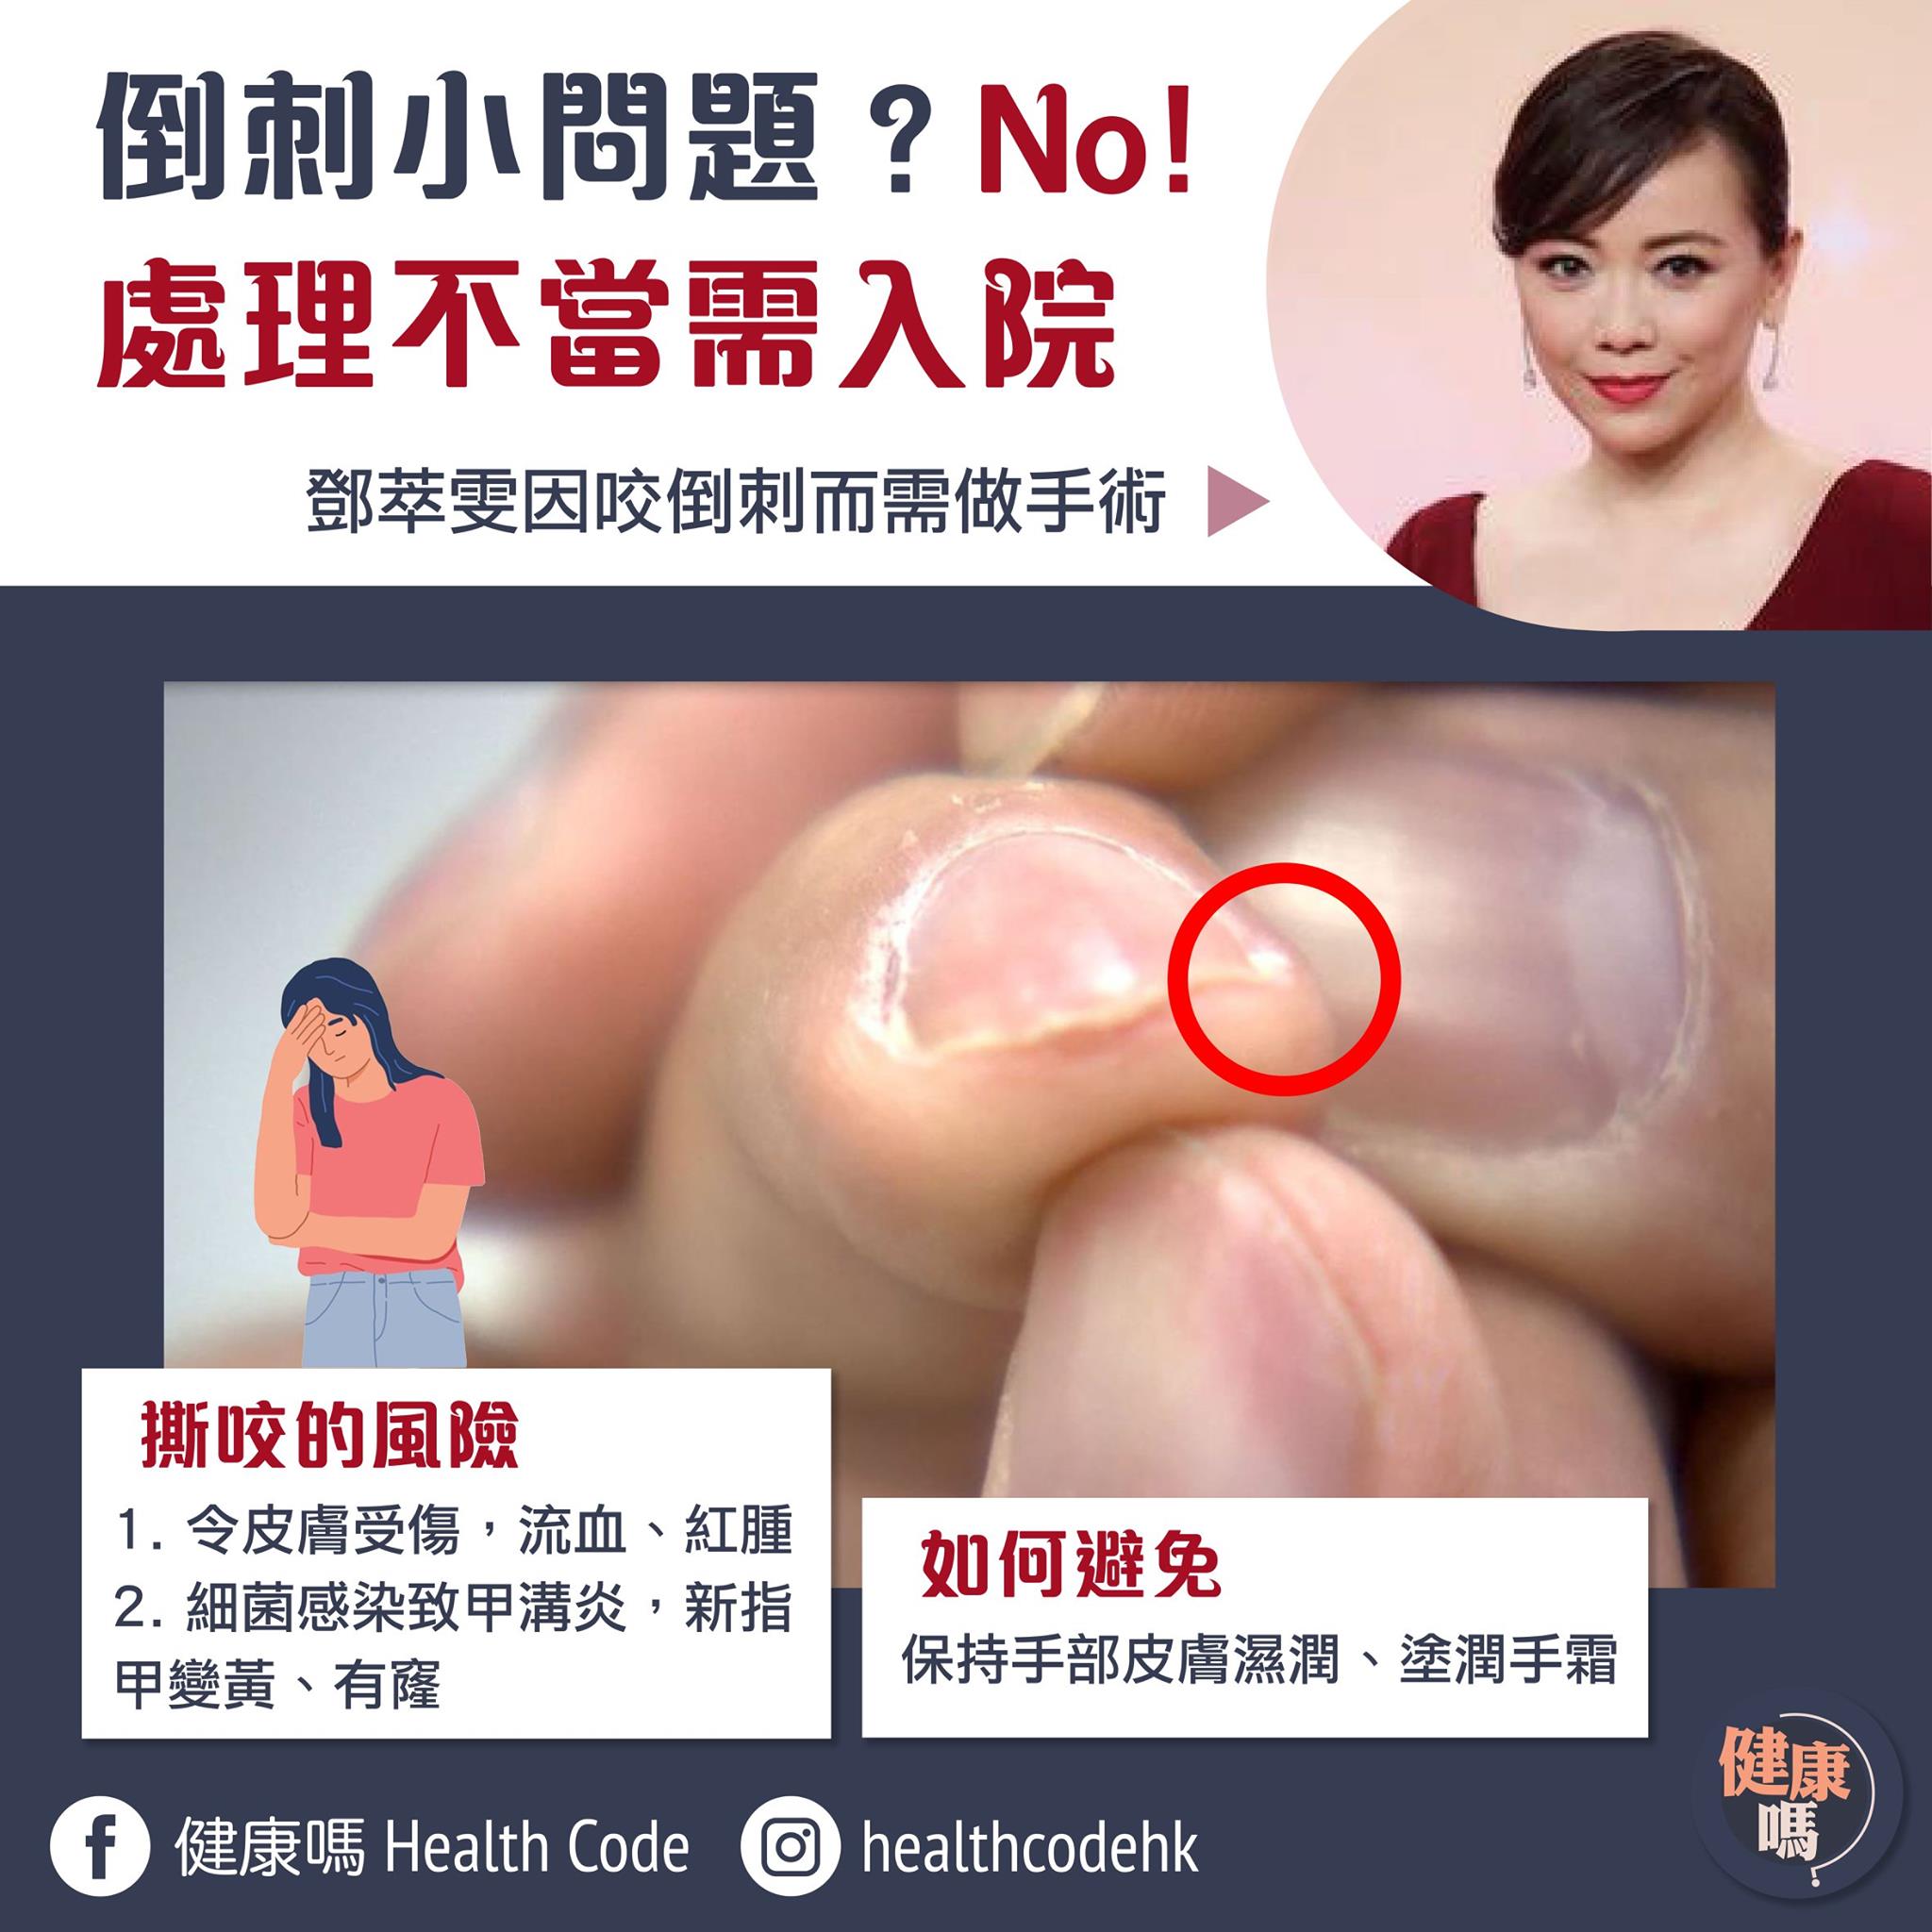 倒刺小問題？No!
處理不當需入院
鄧萃雯因咬倒刺而需做手術
撕咬的風險
1. 令皮膚受傷，流血、紅腫
2. 細菌感染致甲溝炎，新指
甲變黃、有窿
如何避免
保持手部皮膚濕潤、塗潤手霜
健康嗎 Health Code
healthcodehk
健康
嗎